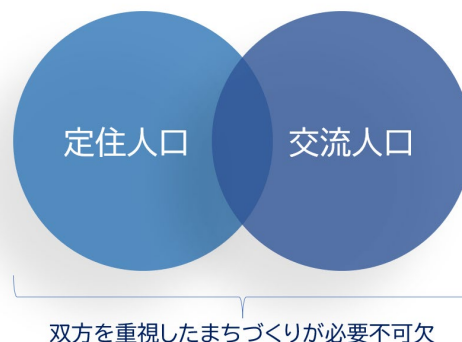 定住人口
交流人口
双方を重視したまちづくりが必要不可欠